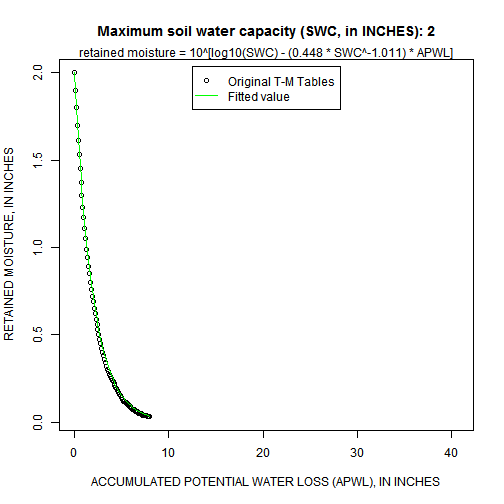 Maximum soil water capacity (SWC, in INCHES): 2
retained moisture = 10^[log10(SWC) - (0.448 * SWC^-1.011) * APWL]
Original T-M Tables
Fitted value
RETAINED MOISTURE, IN INCHES
2.0
1.5
1.0
0.5
0.0
0 10 20 30 40
ACCUMULATED POTENTIAL WATER LOSS (APWL), IN INCHES